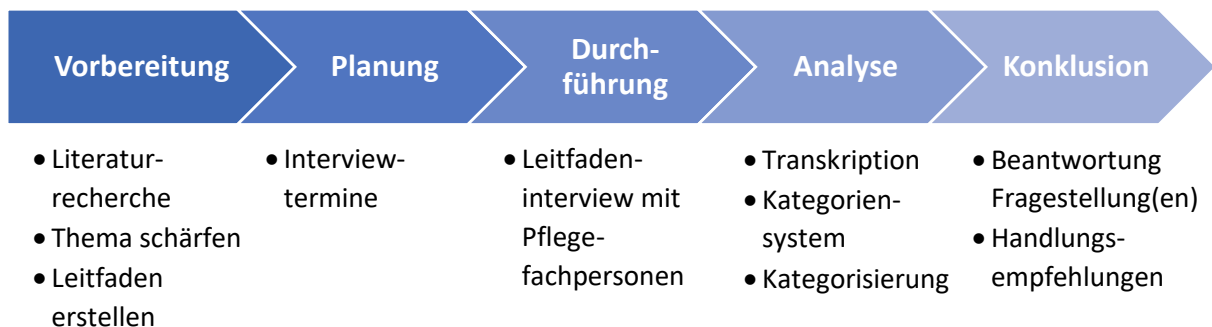 Vorbereitung
Planung
Durch-
führung
Analyse
Konklusion
• Literatur-
recherche
• Thema schärfen
• Leitfaden
erstellen
• Interview-
termine
• Leitfaden-
interview mit
Pflege-
fachpersonen
• Transkription
• Kategorien-
system
• Kategorisierung
• Beantwortung
Fragestellung(en)
• Handlungs-
empfehlungen